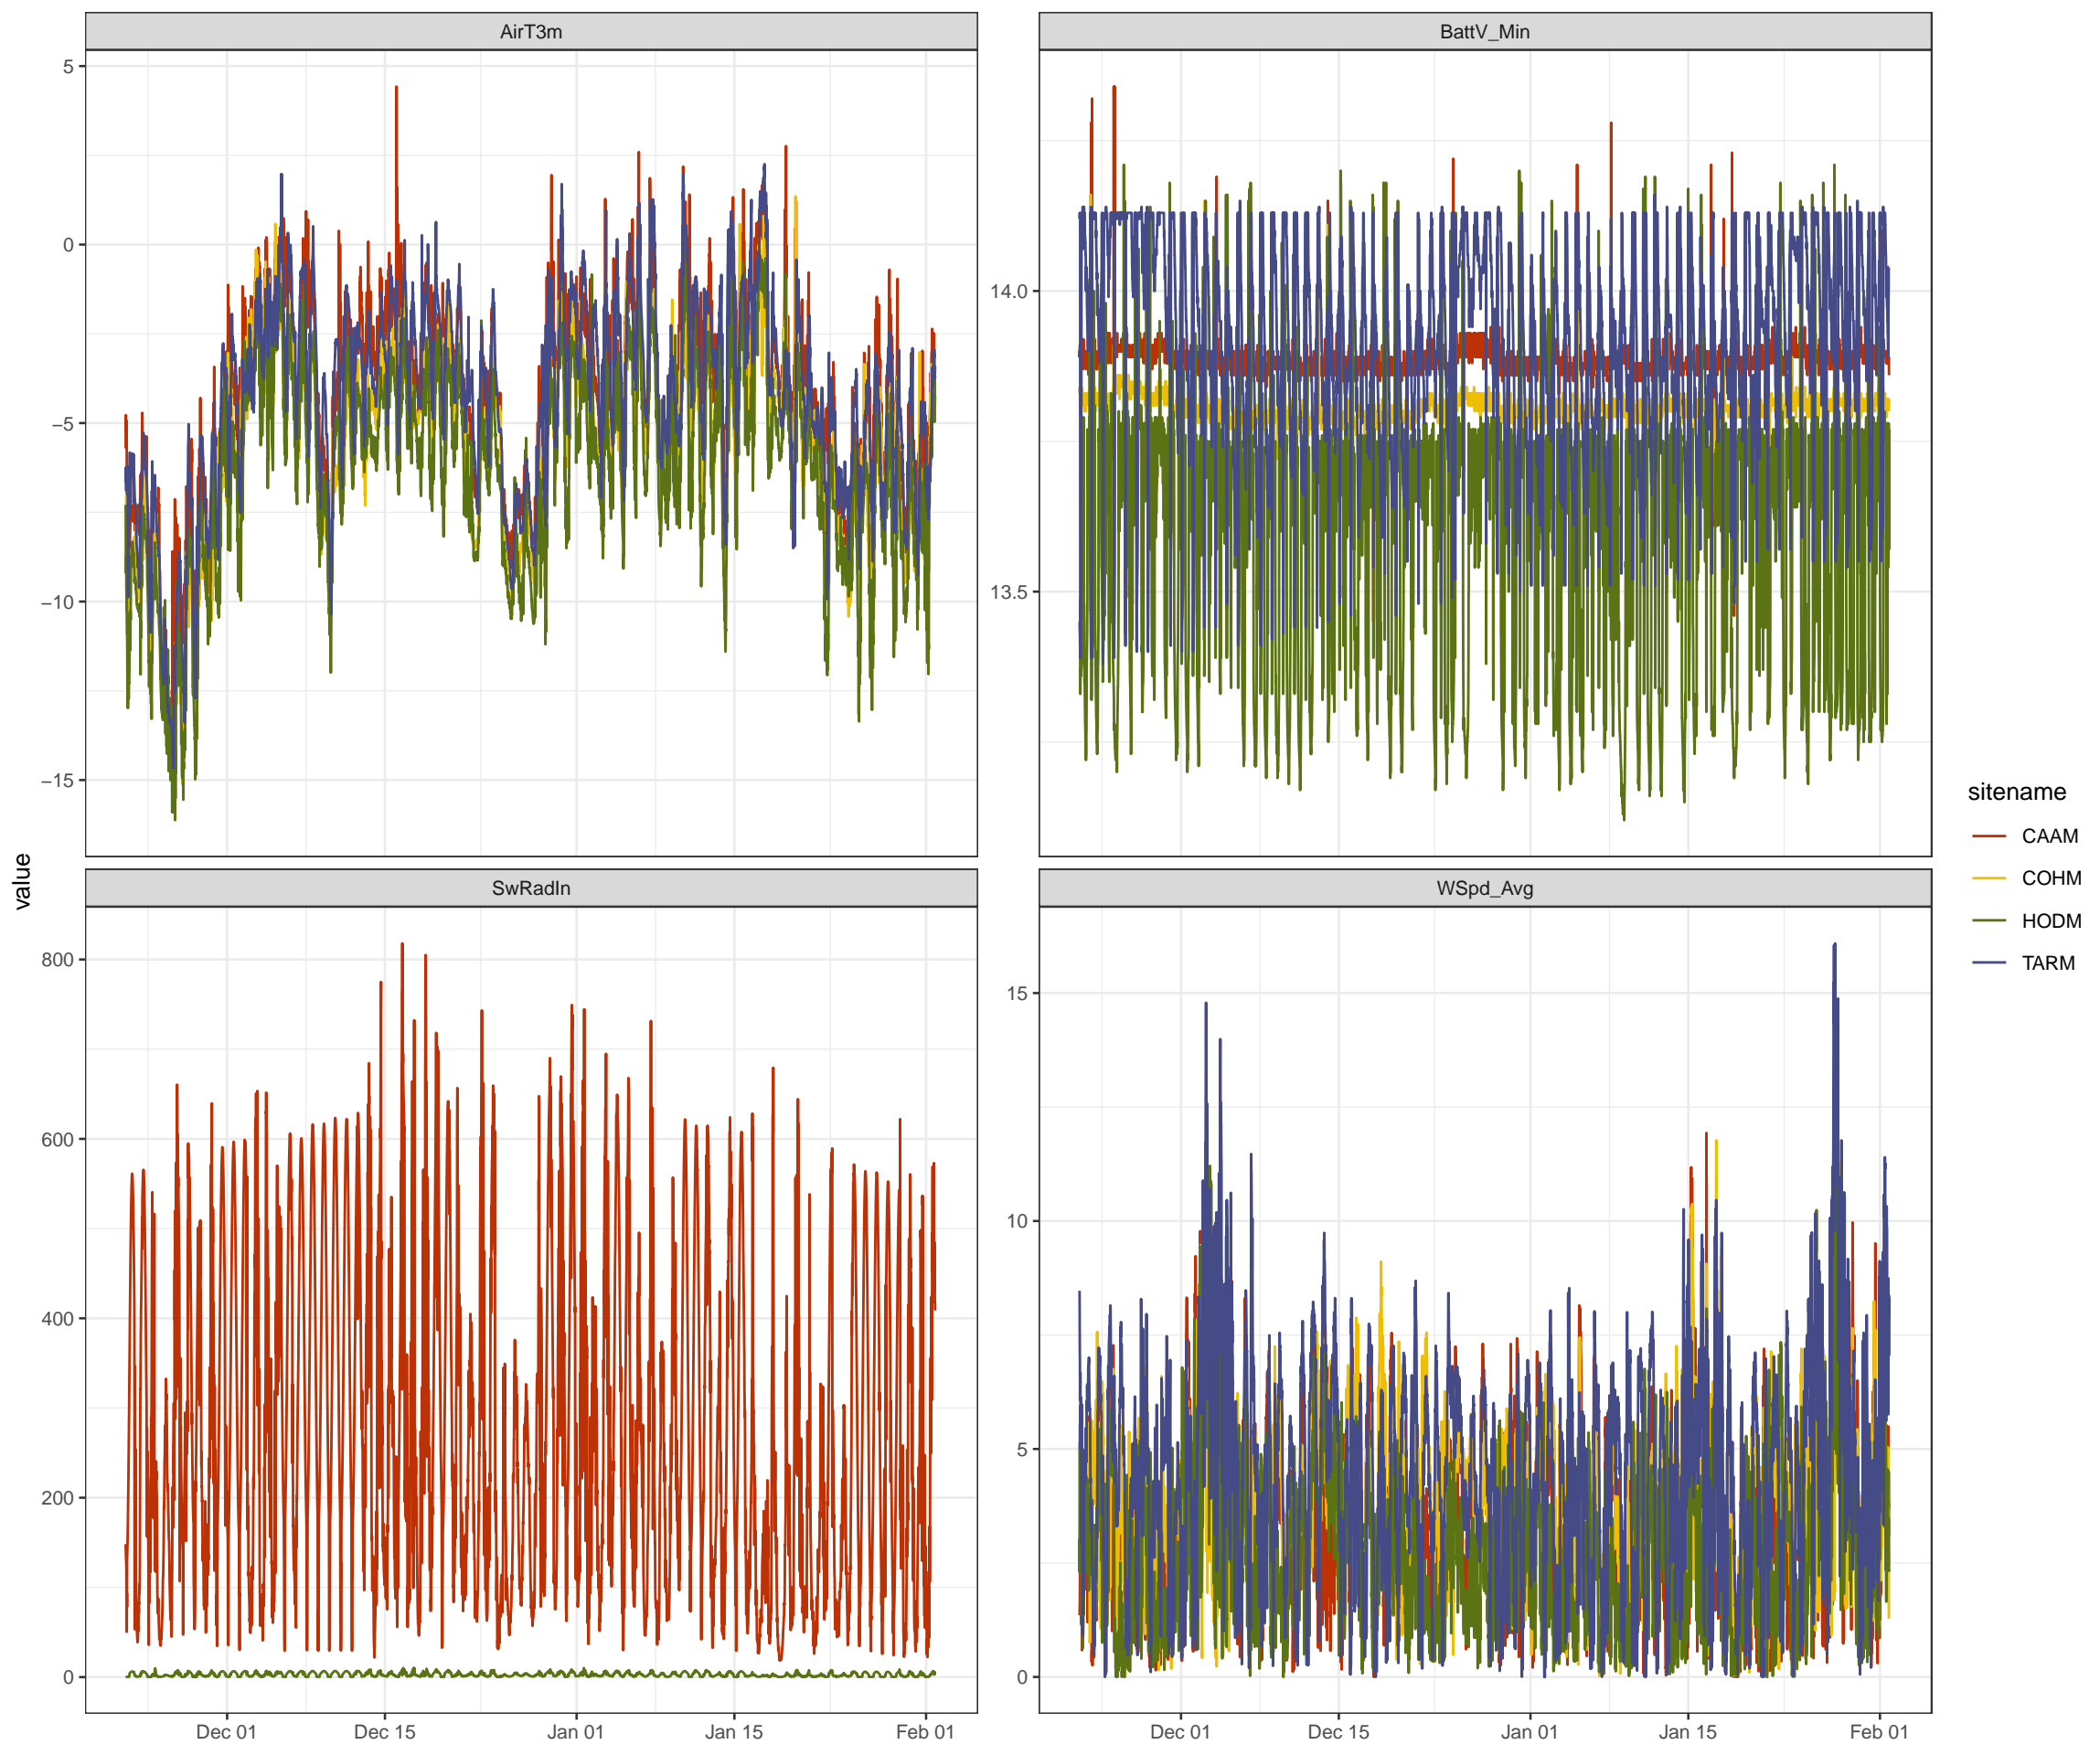 AirT3m
BattV_Min
5
0
−5
−10
−15
14.0
13.5
SwRadIn
WSpd_Avg
800
600
400
200
0
15
10
5
0
Dec 01
Dec 15
Jan 01
Jan 15
Feb 01
Dec 01
Dec 15
Jan 01
Jan 15
Feb 01
value
sitename
CAAM
COHM
HODM
TARM